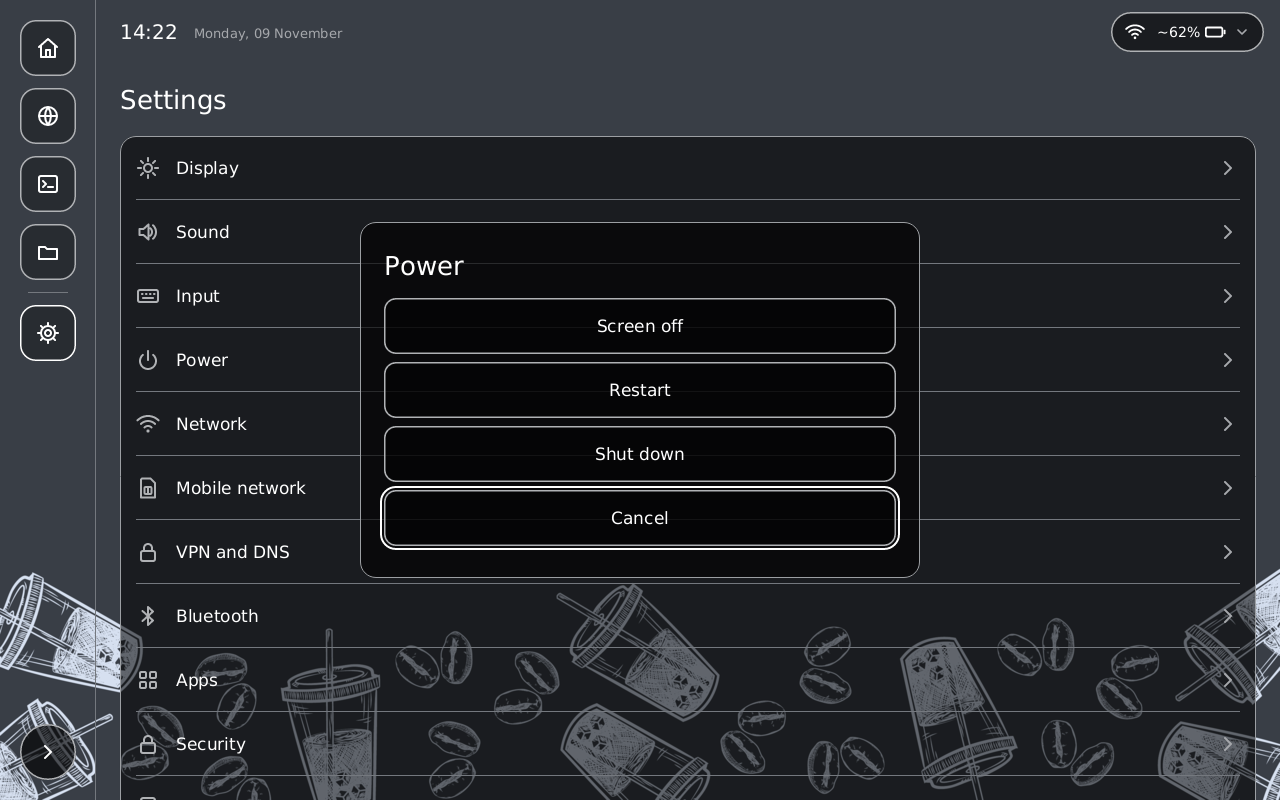 14:22 Monday, 09 November
~62%
Settings
Display
Sound
Input
Power
Network
Mobile network
VPN and DNS
Bluetooth
Apps
Security
Power
Screen off
Restart
Shut down
Cancel